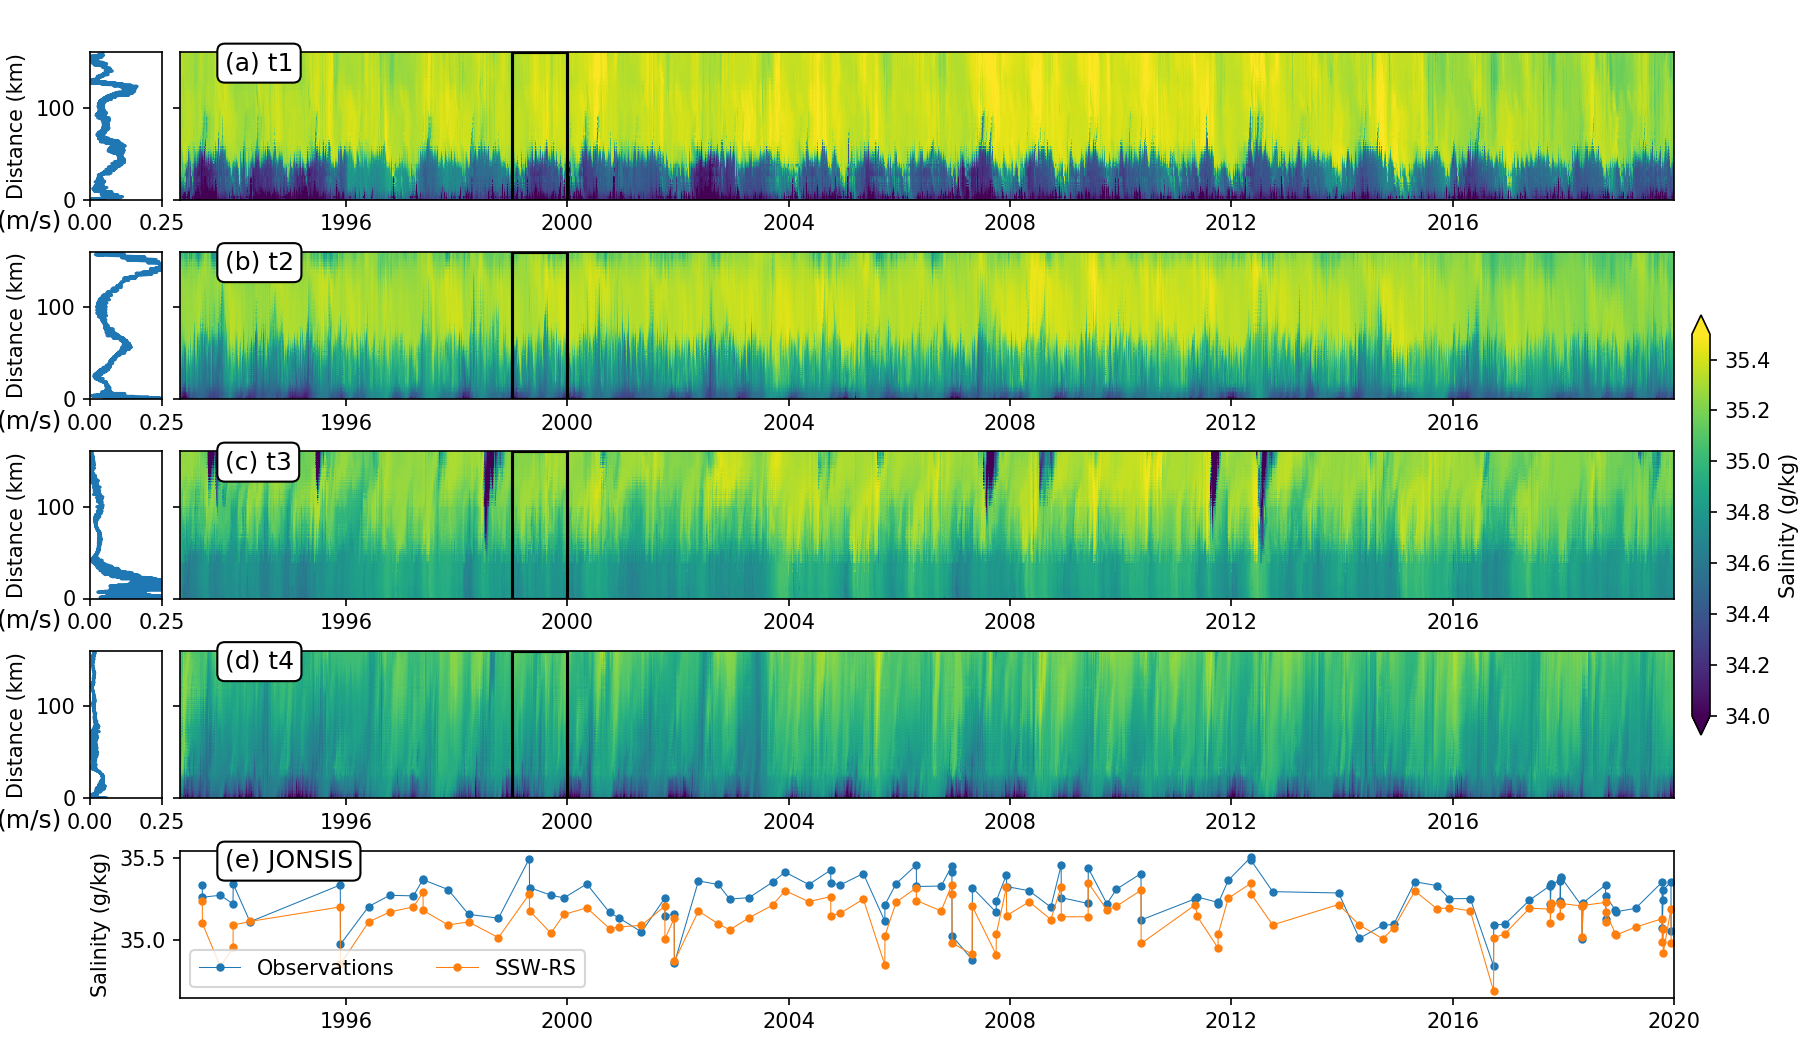 (a) t1
Distance (km)
100
0
(m/s) 0.00 0.25 1996 2000 2004 2008 2012 2016
(b) t2
Distance (km)
100
0
(m/s) 0.00 0.25 1996 2000 2004 2008 2012 2016
(c) t3
Distance (km)
100
0
(m/s) 0.00 0.25 1996 2000 2004 2008 2012 2016
(d) t4
Distance (km)
100
0
(m/s) 0.00 0.25 1996 2000 2004 2008 2012 2016
35.4
35.2
35.0
34.8
34.6
34.4
34.2
34.0
Salinity (g/kg)
(e) JONSIS
Salinity (g/kg)
35.5
35.0
Observations SSW-RS
1996 2000 2004 2008 2012 2016 2020